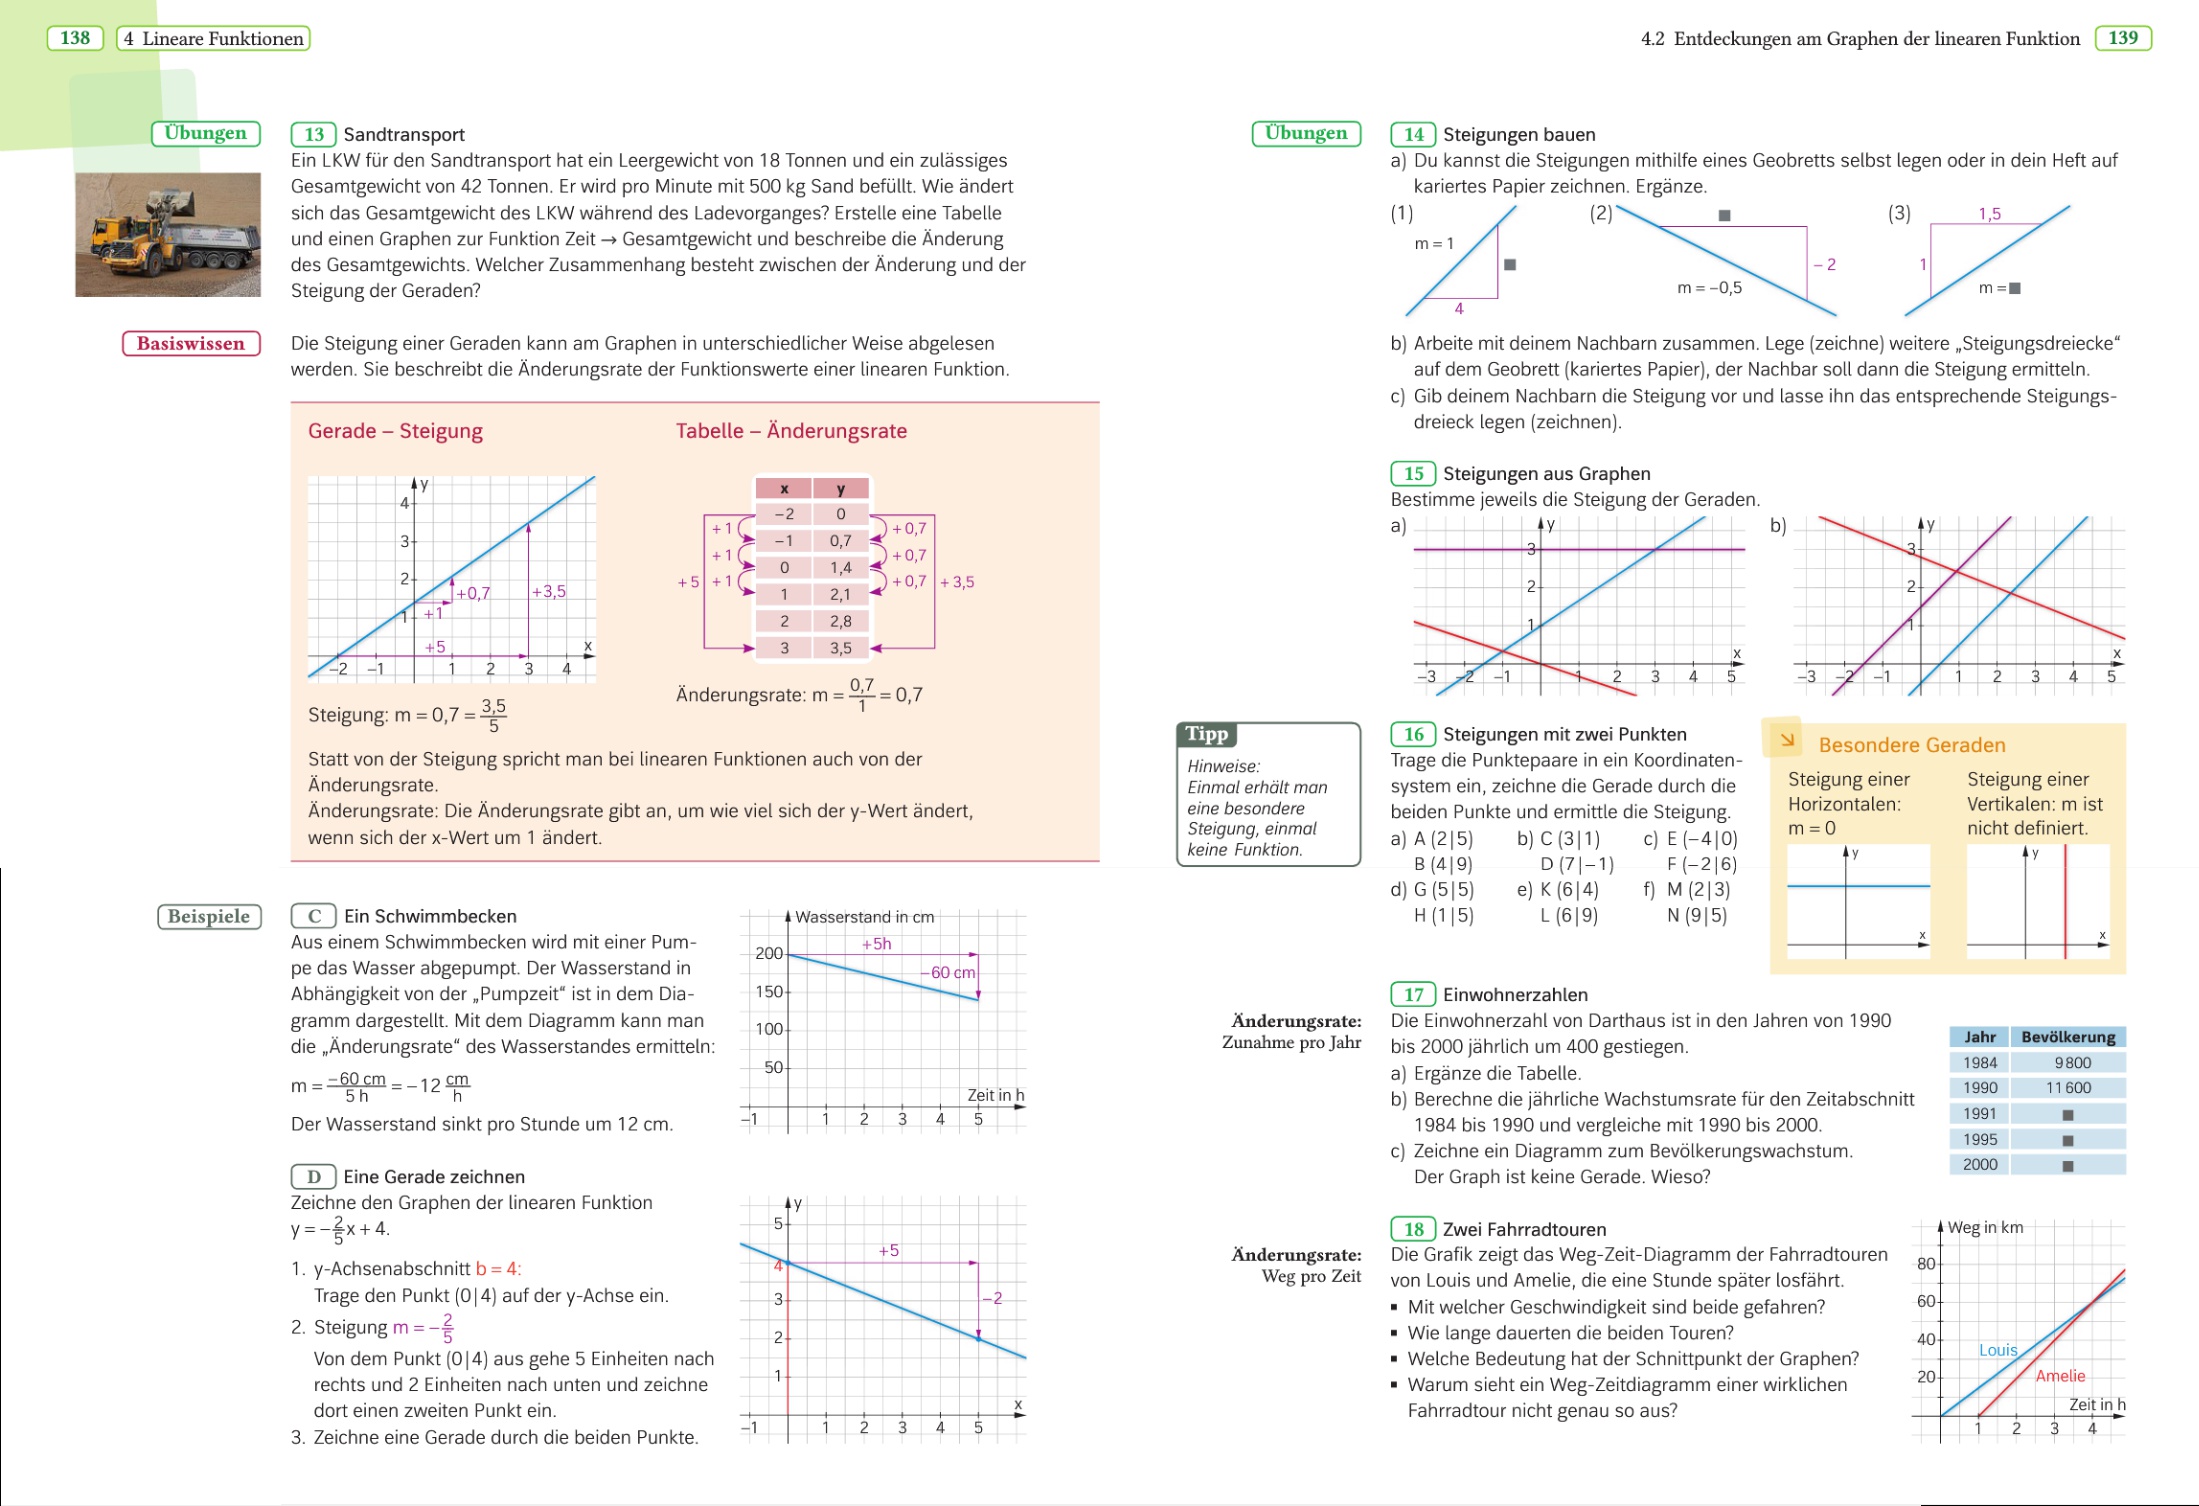 138 4 Lineare Funktionen
Übungen
13 Sandtransport
Ein LKW für den Sandtransport hat ein Leergewicht von 18 Tonnen und ein zulässiges
Gesamtgewicht von 42 Tonnen. Er wird pro Minute mit 500 kg Sand befüllt. Wie ändert
sich das Gesamtgewicht des LKW während des Ladevorganges? Erstelle eine Tabelle
und einen Graphen zur Funktion Zeit → Gesamtgewicht und beschreibe die Änderung
des Gesamtgewichts. Welcher Zusammenhang besteht zwischen der Änderung und der
Steigung der Geraden?
Basiswissen
Die Steigung einer Geraden kann am Graphen in unterschiedlicher Weise abgelesen
werden. Sie beschreibt die Änderungsrate der Funktionswerte einer linearen Funktion.
Gerade – Steigung
y
4
3
2
1
+0,7
+3,5
+1
+5
x
−2 −1 1 2 3 4
Steigung: m = 0,7 = 3,5/5
Tabelle – Änderungsrate
x y
−2 0
−1 0,7
0 1,4
1 2,1
2 2,8
3 3,5
+1 +0,7
+1 +0,7
+5 +1 +0,7 +3,5
Änderungsrate: m = 0,7/1 = 0,7
Statt von der Steigung spricht man bei linearen Funktionen auch von der
Änderungsrate.
Änderungsrate: Die Änderungsrate gibt an, um wie viel sich der y-Wert ändert,
wenn sich der x-Wert um 1 ändert.
Beispiele
C Ein Schwimmbecken
Aus einem Schwimmbecken wird mit einer Pum-
pe das Wasser abgepumpt. Der Wasserstand in
Abhängigkeit von der „Pumpzeit“ ist in dem Dia-
gramm dargestellt. Mit dem Diagramm kann man
die „Änderungsrate“ des Wasserstandes ermitteln:
m = −60 cm/5 h = −12 cm/h
Der Wasserstand sinkt pro Stunde um 12 cm.
Wasserstand in cm
+5h
200
−60 cm
150
100
50
Zeit in h
−1 1 2 3 4 5
D Eine Gerade zeichnen
Zeichne den Graphen der linearen Funktion
y = −2/5x + 4.
1. y-Achsenabschnitt b = 4:
Trage den Punkt (0|4) auf der y-Achse ein.
2. Steigung m = −2/5
Von dem Punkt (0|4) aus gehe 5 Einheiten nach
rechts und 2 Einheiten nach unten und zeichne
dort einen zweiten Punkt ein.
3. Zeichne eine Gerade durch die beiden Punkte.
y
5
+5
4
3
−2
2
1
x
−1 1 2 3 4 5
4.2 Entdeckungen am Graphen der linearen Funktion 139
Übungen
14 Steigungen bauen
a) Du kannst die Steigungen mithilfe eines Geobretts selbst legen oder in dein Heft auf
kariertes Papier zeichnen. Ergänze.
(1) m = 1 ■ 4
(2) ■ −2 m = −0,5
(3) 1,5 1 m = ■
b) Arbeite mit deinem Nachbarn zusammen. Lege (zeichne) weitere „Steigungsdreiecke“
auf dem Geobrett (kariertes Papier), der Nachbar soll dann die Steigung ermitteln.
c) Gib deinem Nachbarn die Steigung vor und lasse ihn das entsprechende Steigungs-
dreieck legen (zeichnen).
15 Steigungen aus Graphen
Bestimme jeweils die Steigung der Geraden.
a) y
3
2
1
x
−3 −2 −1 1 2 3 4 5
b) y
3
2
1
x
−3 −2 −1 1 2 3 4 5
Tipp
Hinweise:
Einmal erhält man
eine besondere
Steigung, einmal
keine Funktion.
16 Steigungen mit zwei Punkten
Trage die Punktepaare in ein Koordinaten-
system ein, zeichne die Gerade durch die
beiden Punkte und ermittle die Steigung.
a) A (2|5) b) C (3|1) c) E (−4|0)
B (4|9) D (7|−1) F (−2|6)
d) G (5|5) e) K (6|4) f) M (2|3)
H (1|5) L (6|9) N (9|5)
Besondere Geraden
Steigung einer
Horizontalen:
m = 0
y
x
Steigung einer
Vertikalen: m ist
nicht definiert.
y
x
Änderungsrate:
Zunahme pro Jahr
17 Einwohnerzahlen
Die Einwohnerzahl von Darthaus ist in den Jahren von 1990
bis 2000 jährlich um 400 gestiegen.
a) Ergänze die Tabelle.
b) Berechne die jährliche Wachstumsrate für den Zeitabschnitt
1984 bis 1990 und vergleiche mit 1990 bis 2000.
c) Zeichne ein Diagramm zum Bevölkerungswachstum.
Der Graph ist keine Gerade. Wieso?
Jahr Bevölkerung
1984 9 800
1990 11 600
1991 ■
1995 ■
2000 ■
Änderungsrate:
Weg pro Zeit
18 Zwei Fahrradtouren
Die Grafik zeigt das Weg-Zeit-Diagramm der Fahrradtouren
von Louis und Amelie, die eine Stunde später losfährt.
▪ Mit welcher Geschwindigkeit sind beide gefahren?
▪ Wie lange dauerten die beiden Touren?
▪ Welche Bedeutung hat der Schnittpunkt der Graphen?
▪ Warum sieht ein Weg-Zeitdiagramm einer wirklichen
Fahrradtour nicht genau so aus?
Weg in km
80
60
40
Louis
20
Amelie
Zeit in h
1 2 3 4